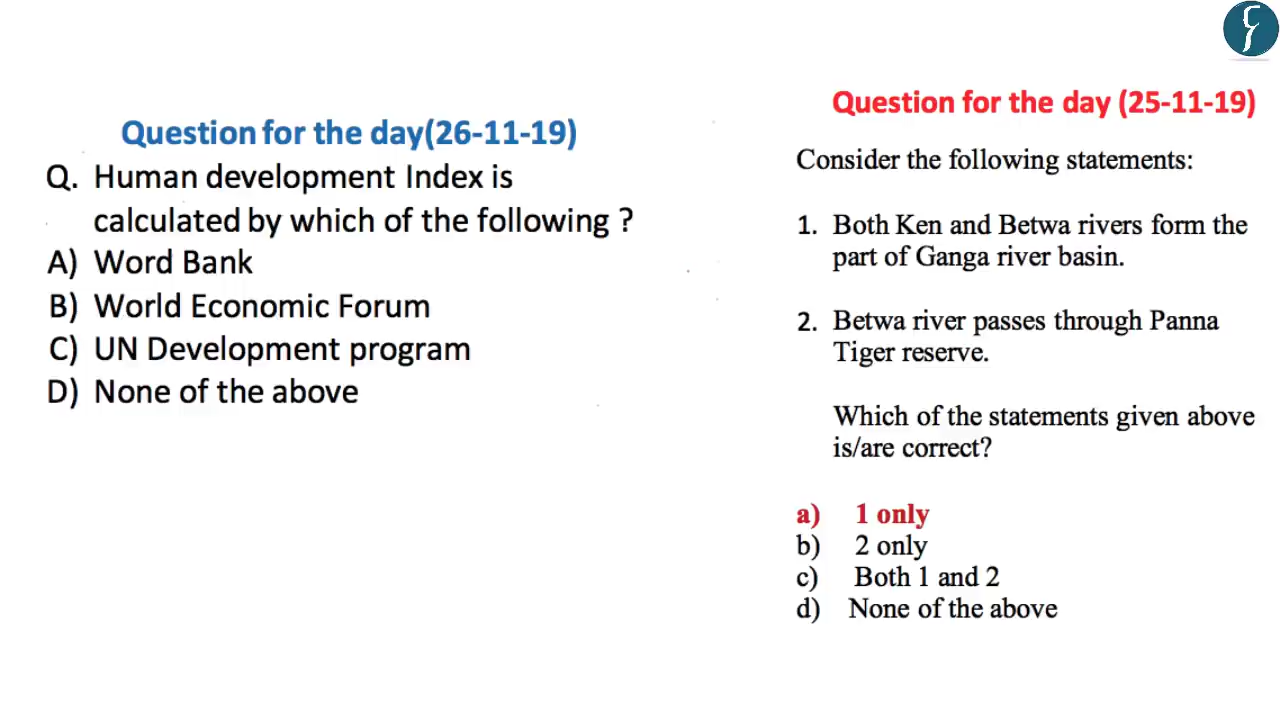 Question for the day(26-11-19)
Q. Human development Index is
calculated by which of the following ?
A) Word Bank
B) World Economic Forum
C) UN Development program
D) None of the above
Question for the day (25-11-19)
Consider the following statements:
1. Both Ken and Betwa rivers form the
part of Ganga river basin.
2. Betwa river passes through Panna
Tiger reserve.
Which of the statements given above
is/are correct?
a) 1 only
b) 2 only
c) Both 1 and 2
d) None of the above